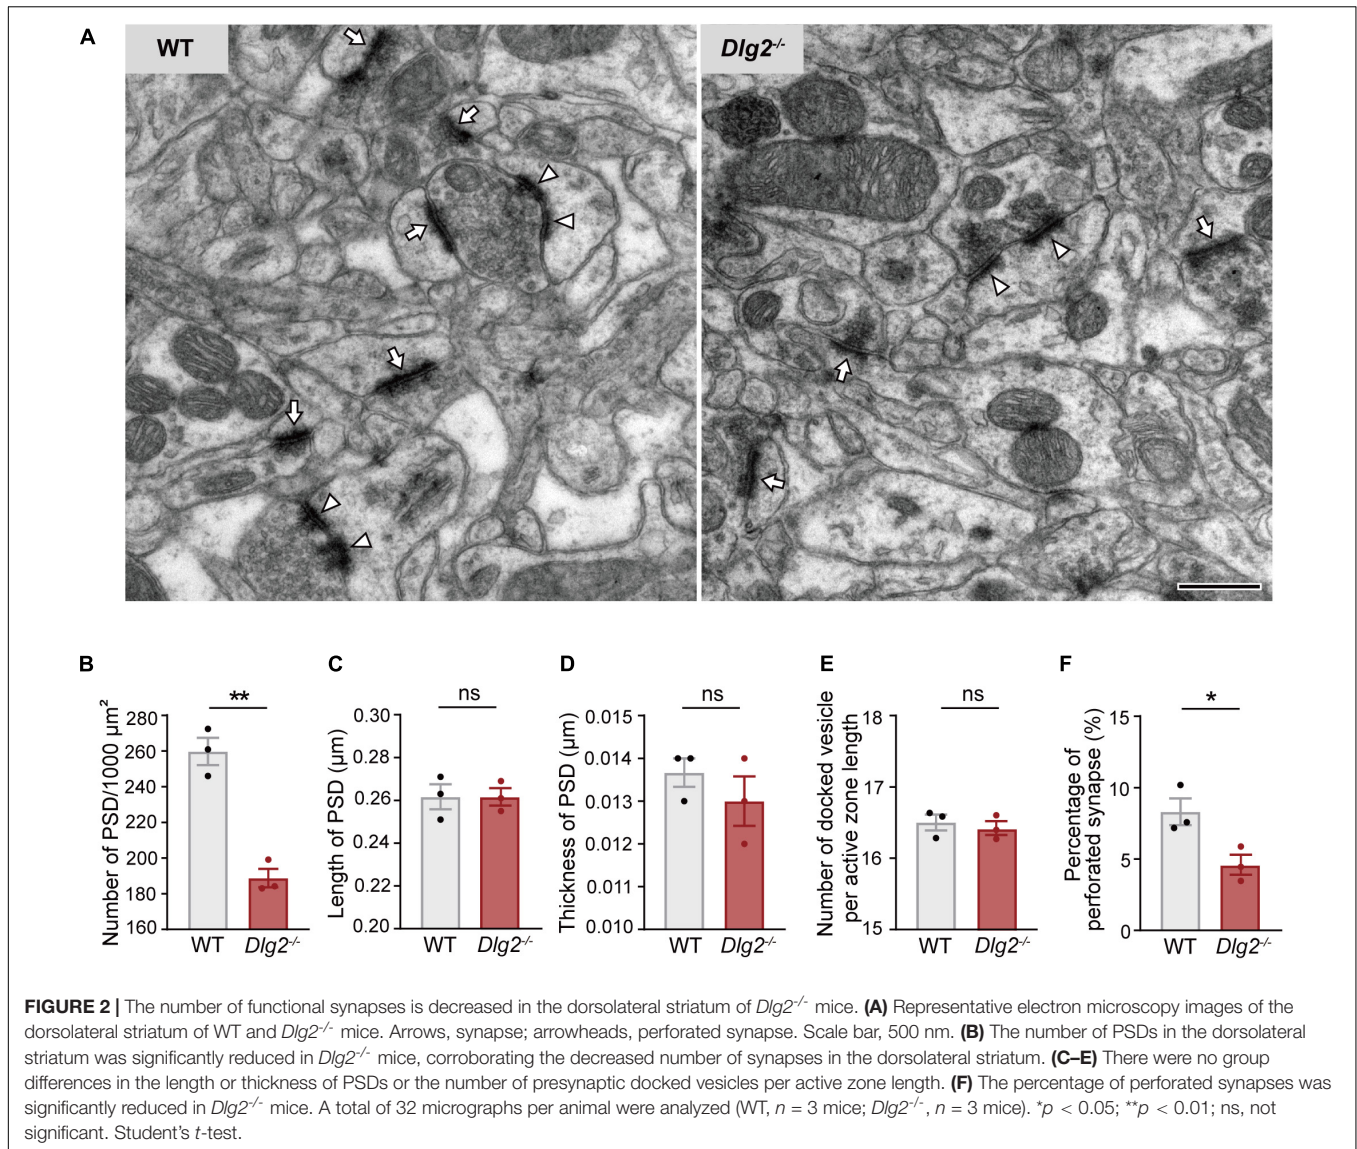 A
WT
Dlg2-/-
B
Number of PSD/1000 µm²
280
260
240
220
200
180
160
**
WT
Dlg2-/-
C
Length of PSD (µm)
0.30
0.28
0.26
0.24
0.22
0.20
ns
WT
Dlg2-/-
D
Thickness of PSD (µm)
0.015
0.014
0.013
0.012
0.011
0.010
ns
WT
Dlg2-/-
E
Number of docked vesicle
per active zone length
18
17
16
15
ns
WT
Dlg2-/-
F
Percentage of
perforated synapse (%)
15
10
5
0
*
WT
Dlg2-/-
FIGURE 2 | The number of functional synapses is decreased in the dorsolateral striatum of Dlg2-/- mice. (A) Representative electron microscopy images of the
dorsolateral striatum of WT and Dlg2-/- mice. Arrows, synapse; arrowheads, perforated synapse. Scale bar, 500 nm. (B) The number of PSDs in the dorsolateral
striatum was significantly reduced in Dlg2-/- mice, corroborating the decreased number of synapses in the dorsolateral striatum. (C–E) There were no group
differences in the length or thickness of PSDs or the number of presynaptic docked vesicles per active zone length. (F) The percentage of perforated synapses was
significantly reduced in Dlg2-/- mice. A total of 32 micrographs per animal were analyzed (WT, n = 3 mice; Dlg2-/-, n = 3 mice). *p < 0.05; **p < 0.01; ns, not
significant. Student's t-test.